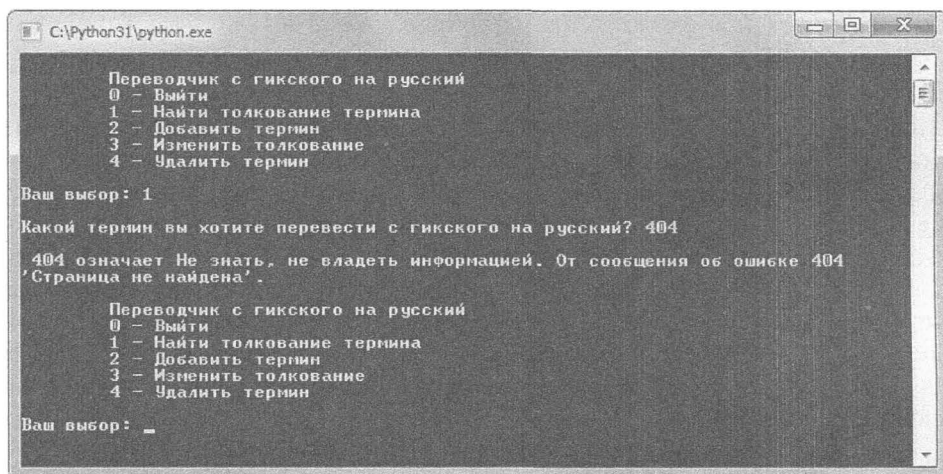 C:\Python31\python.exe
Переводчик с гикского на русский
0 - Выйти
1 - Найти толкование термина
2 - Добавить термин
3 - Изменить толкование
4 - Удалить термин
Ваш выбор: 1
Какой термин вы хотите перевести с гикского на русский? 404
404 означает Не знать, не владеть информацией. От сообщения об ошибке 404
'Страница не найдена'.
Переводчик с гикского на русский
0 - Выйти
1 - Найти толкование термина
2 - Добавить термин
3 - Изменить толкование
4 - Удалить термин
Ваш выбор: _